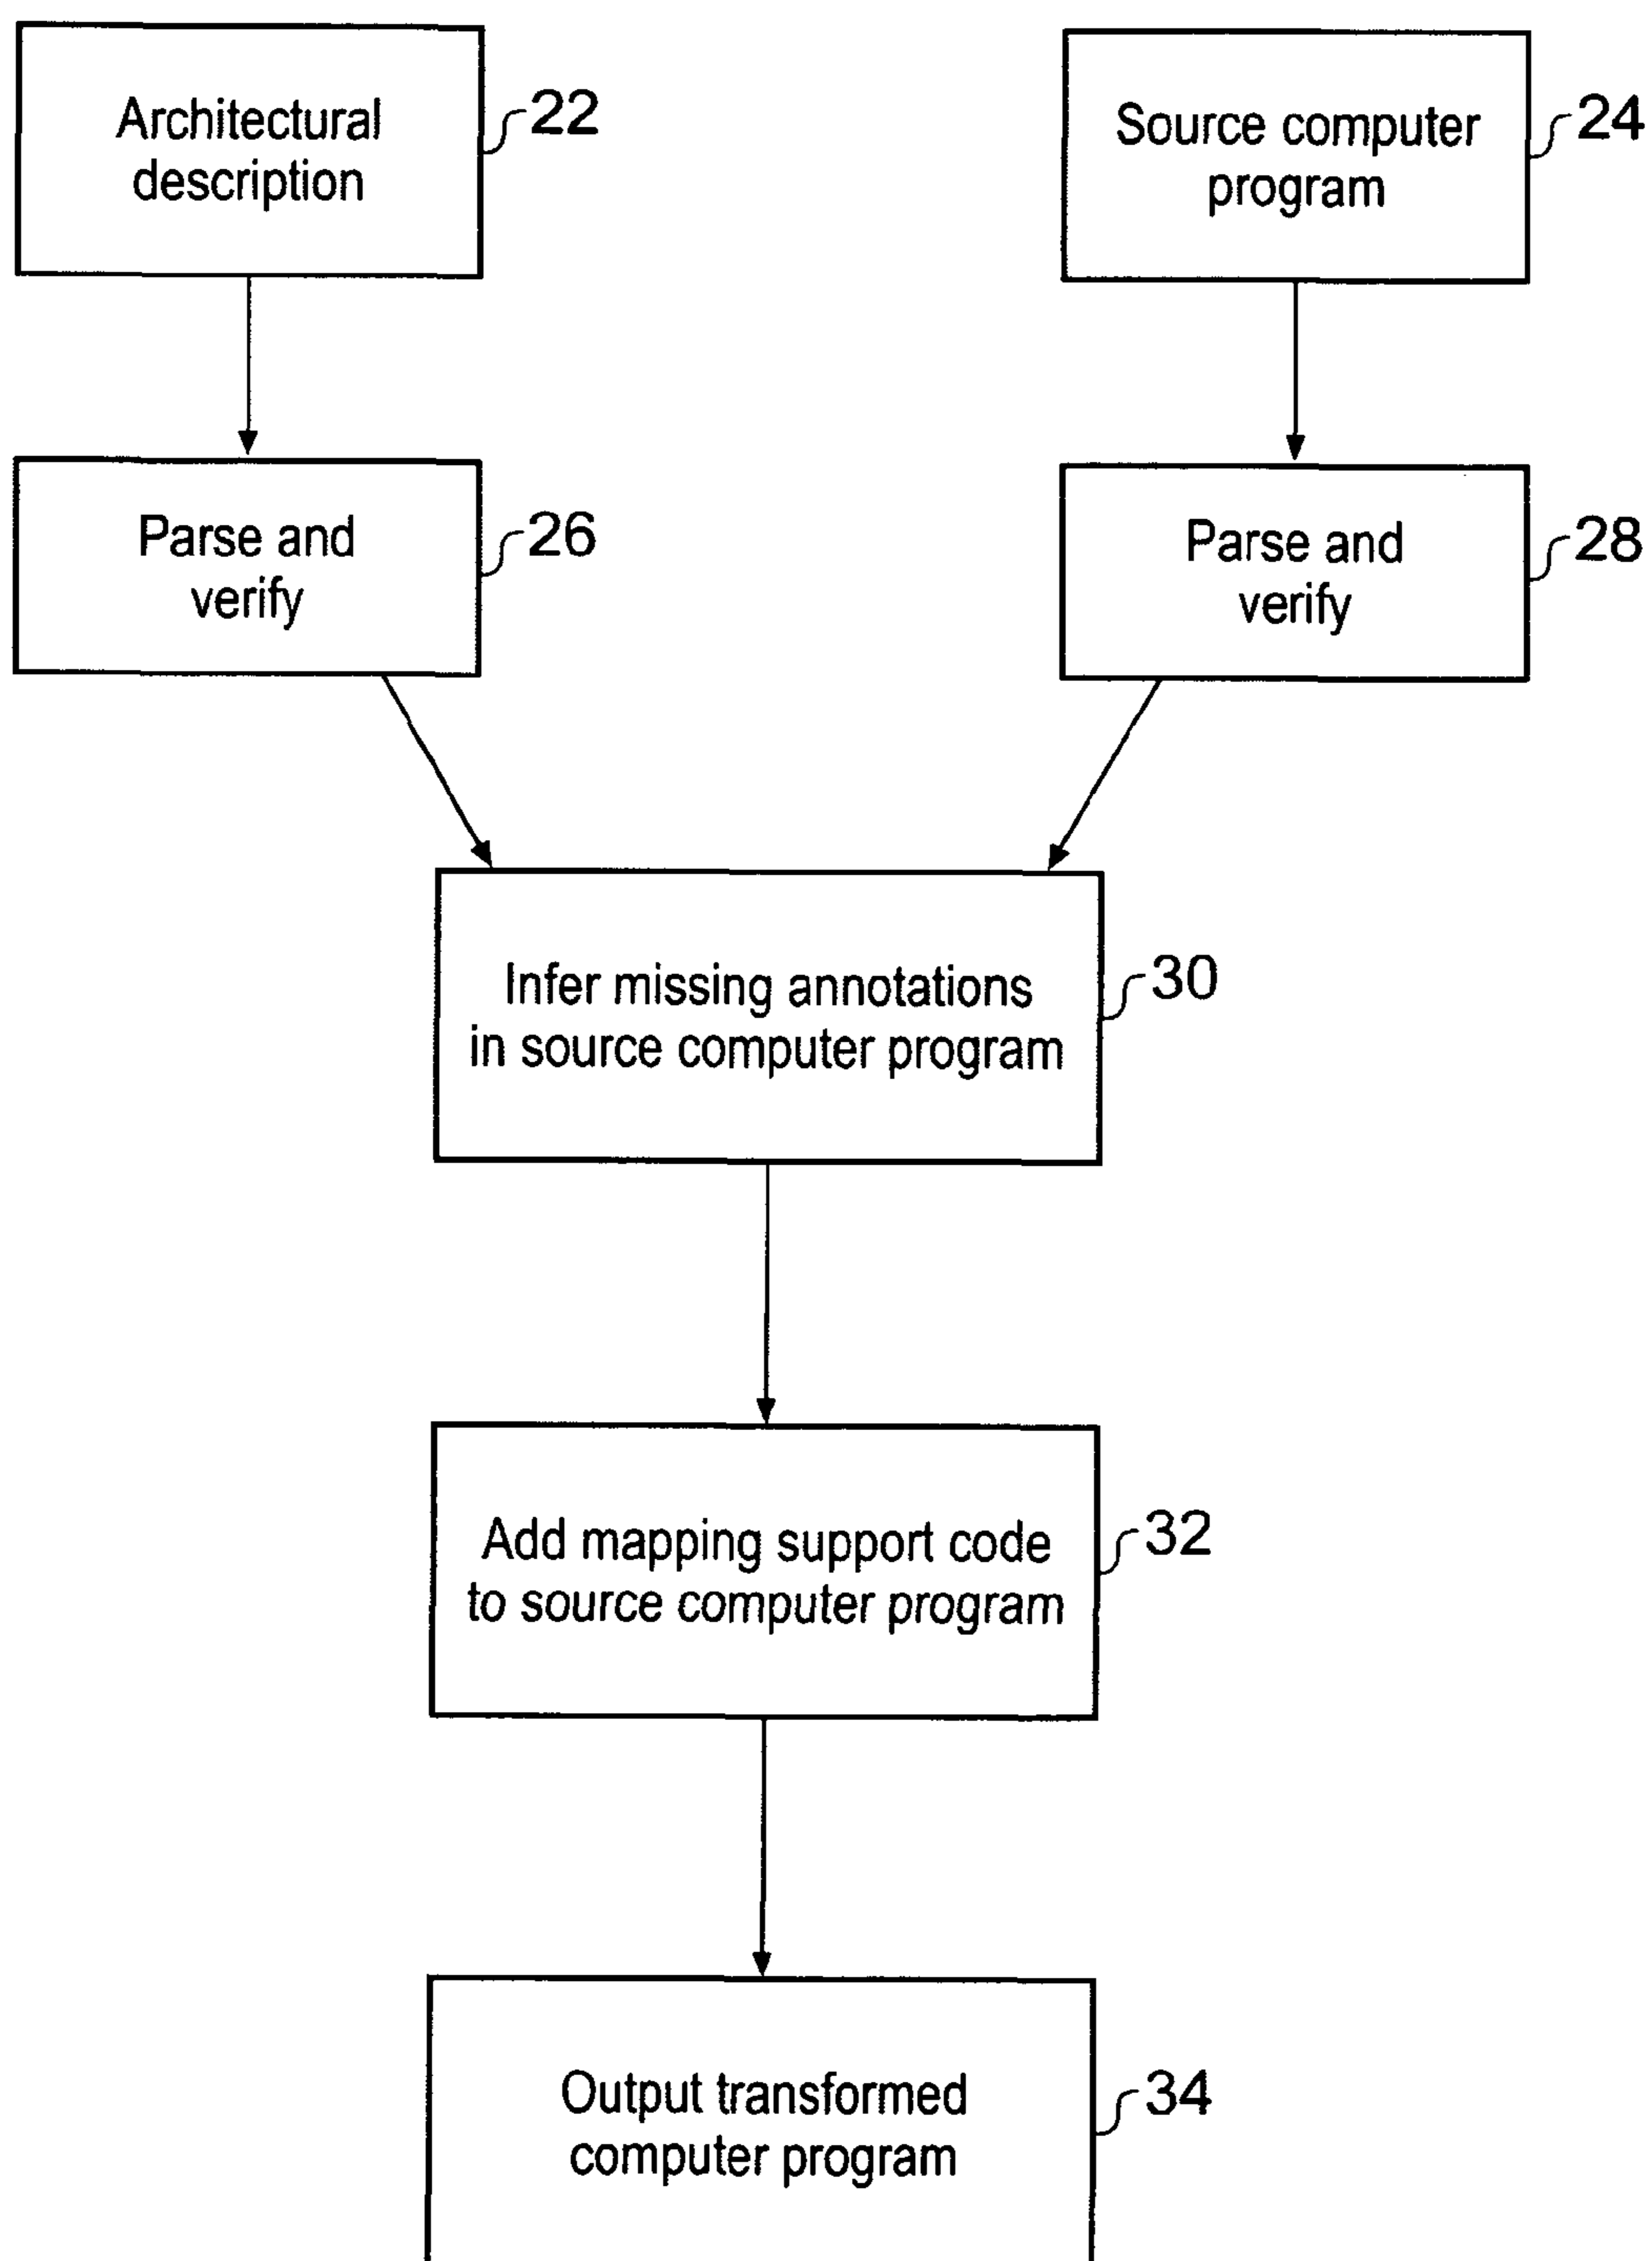 Architectural
description
22
Source computer
program
24
Parse and
verify
26
Parse and
verify
28
Infer missing annotations
in source computer program
30
Add mapping support code
to source computer program
32
Output transformed
computer program
34